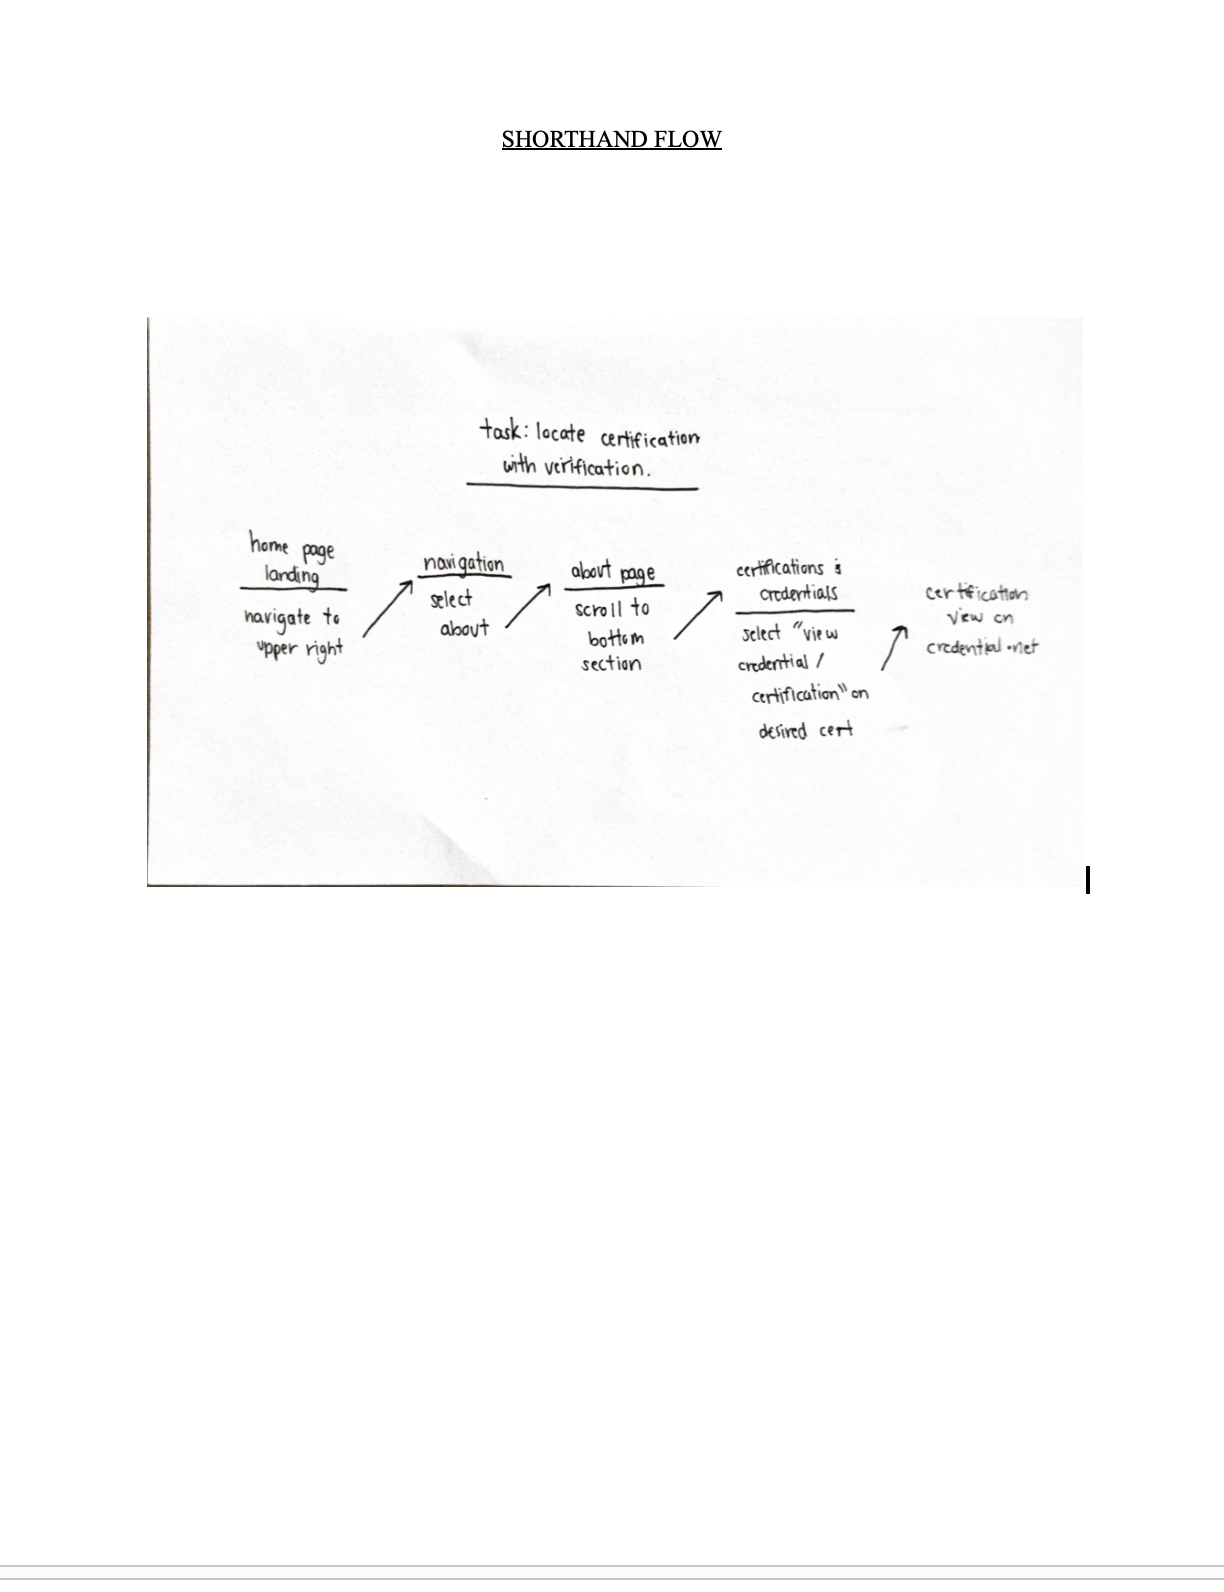 SHORTHAND FLOW
task: locate certification
with verification.
home page
landing
navigate to
upper right
navigation
select
about
about page
scroll to
bottom
section
certifications &
credentials
select "view
credential /
certification" on
desired cert
certification
view on
credential.net